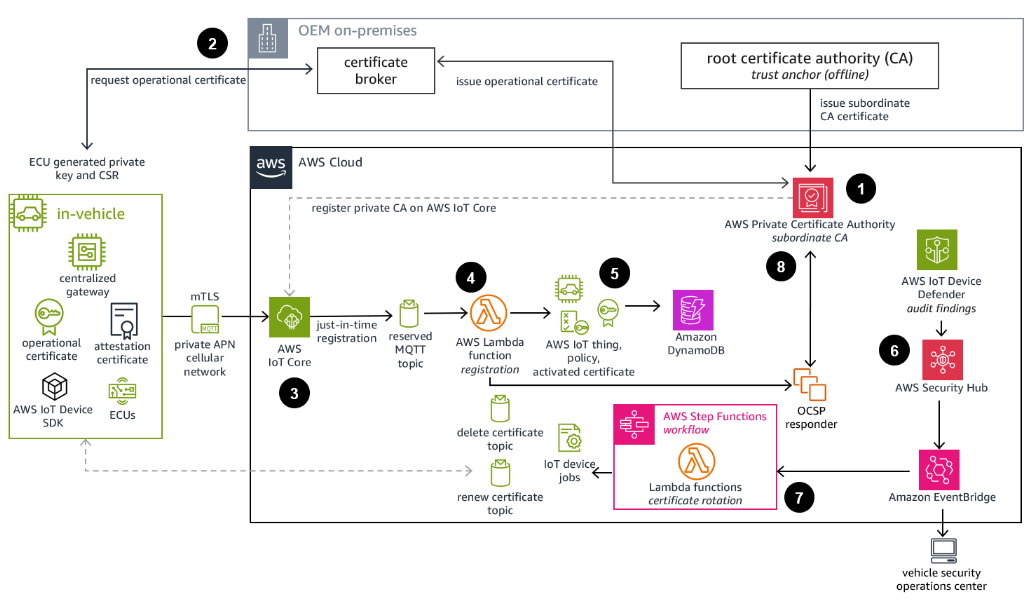 OEM on-premises
2
certificate
broker
root certificate authority (CA)
trust anchor (offline)
request operational certificate
issue operational certificate
issue subordinate
CA certificate
ECU generated private
key and CSR
aws
AWS Cloud
1
register private CA on AWS IoT Core
AWS Private Certificate Authority
subordinate CA
in-vehicle
centralized
gateway
operational
certificate
attestation
certificate
AWS IoT Device
SDK
ECUs
mTLS
MQTT
private APN
cellular
network
AWS
IoT Core
3
just-in-time
registration
reserved
MQTT
topic
4
AWS Lambda
function
registration
5
AWS IoT thing,
policy,
activated certificate
Amazon
DynamoDB
8
OCSP
responder
AWS IoT Device
Defender
audit findings
6
AWS Security Hub
Amazon EventBridge
delete certificate
topic
renew certificate
topic
IoT device
jobs
AWS Step Functions
workflow
Lambda functions
certificate rotation
7
vehicle security
operations center